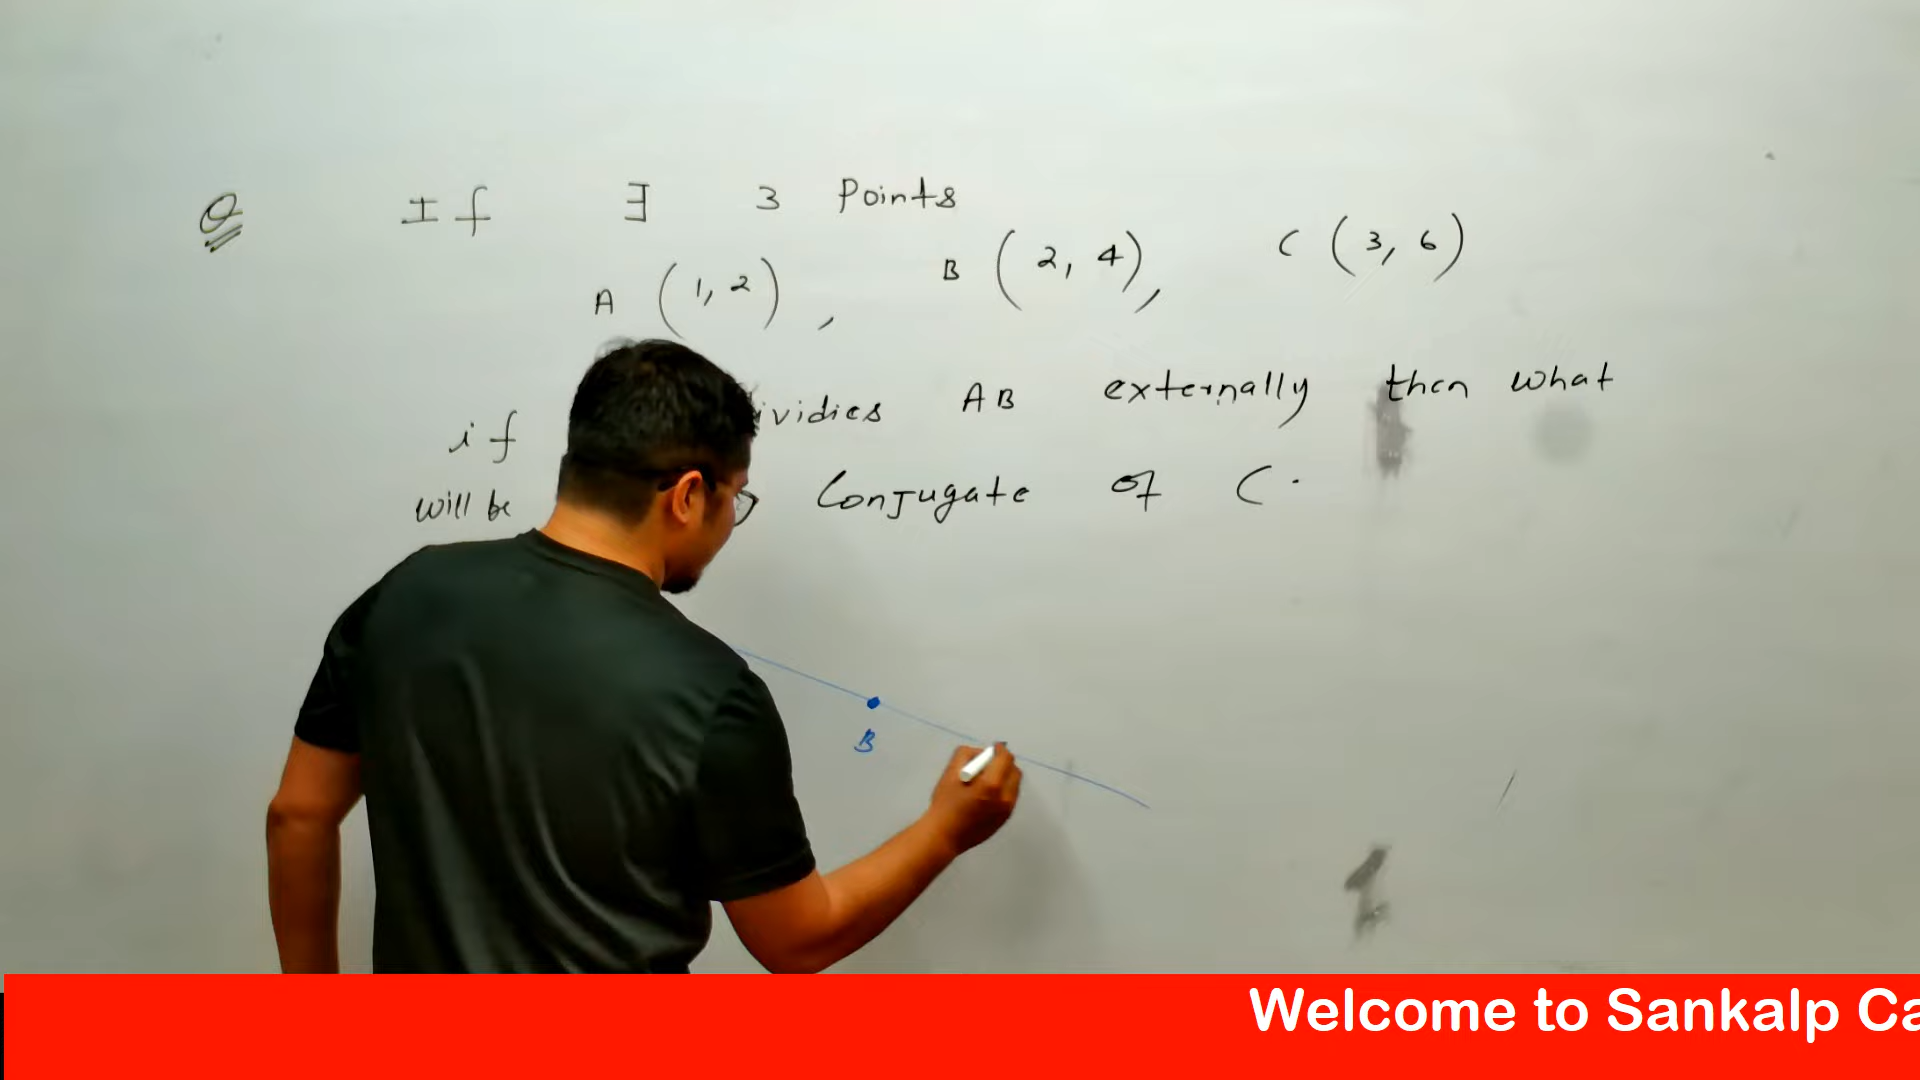 Q If ∃ 3 Points
A (1, 2), B (2, 4), C (3, 6)
if ividies AB externally then what
will be Conjugate of C.
B
Welcome to Sankalp Ca